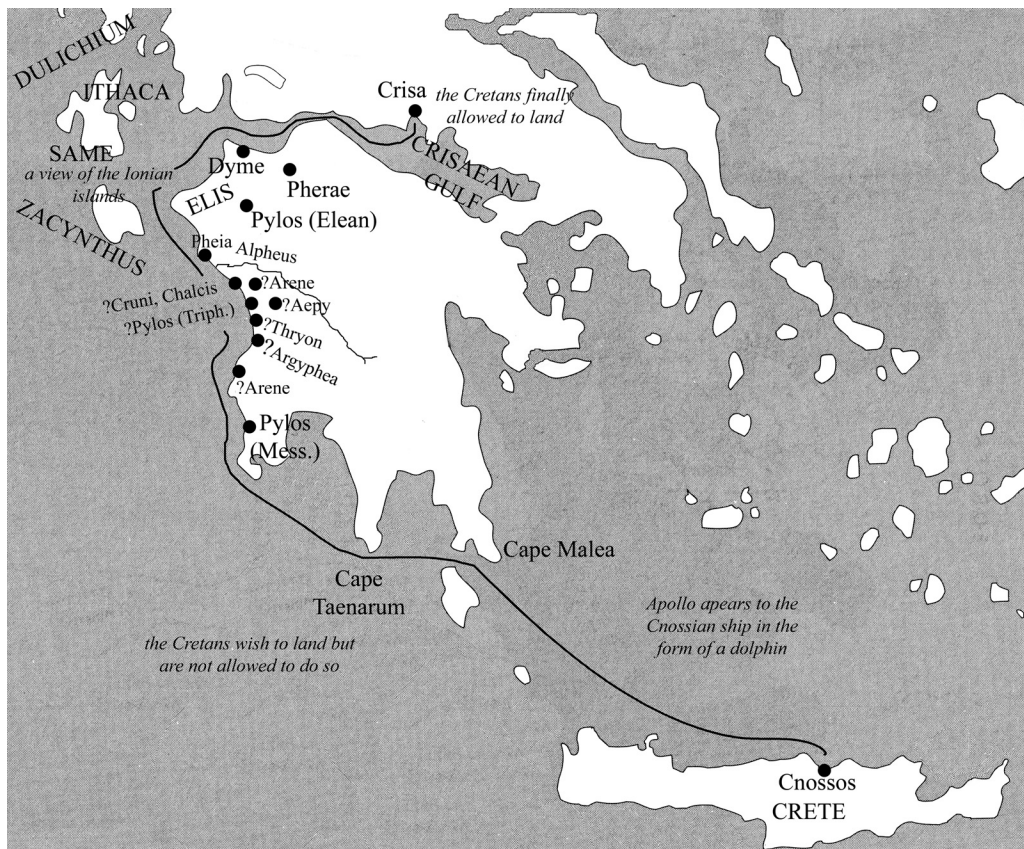 DULICHIUM
ITHACA
Crisa
the Cretans finally
allowed to land
SAME
a view of the Ionian
islands
Dyme
Pherae
CRISAEAN
GULF
ELIS
Pylos (Elean)
ZACYNTHUS
Pheia
Alpheus
?Cruni, Chalcis
?Arene
?Pylos (Triph.)
?Aepy
?Thryon
?Argyphea
?Arene
Pylos
(Mess.)
Cape Malea
Cape
Taenarum
Apollo apears to the
Cnossian ship in the
form of a dolphin
the Cretans wish to land but
are not allowed to do so
Cnossos
CRETE